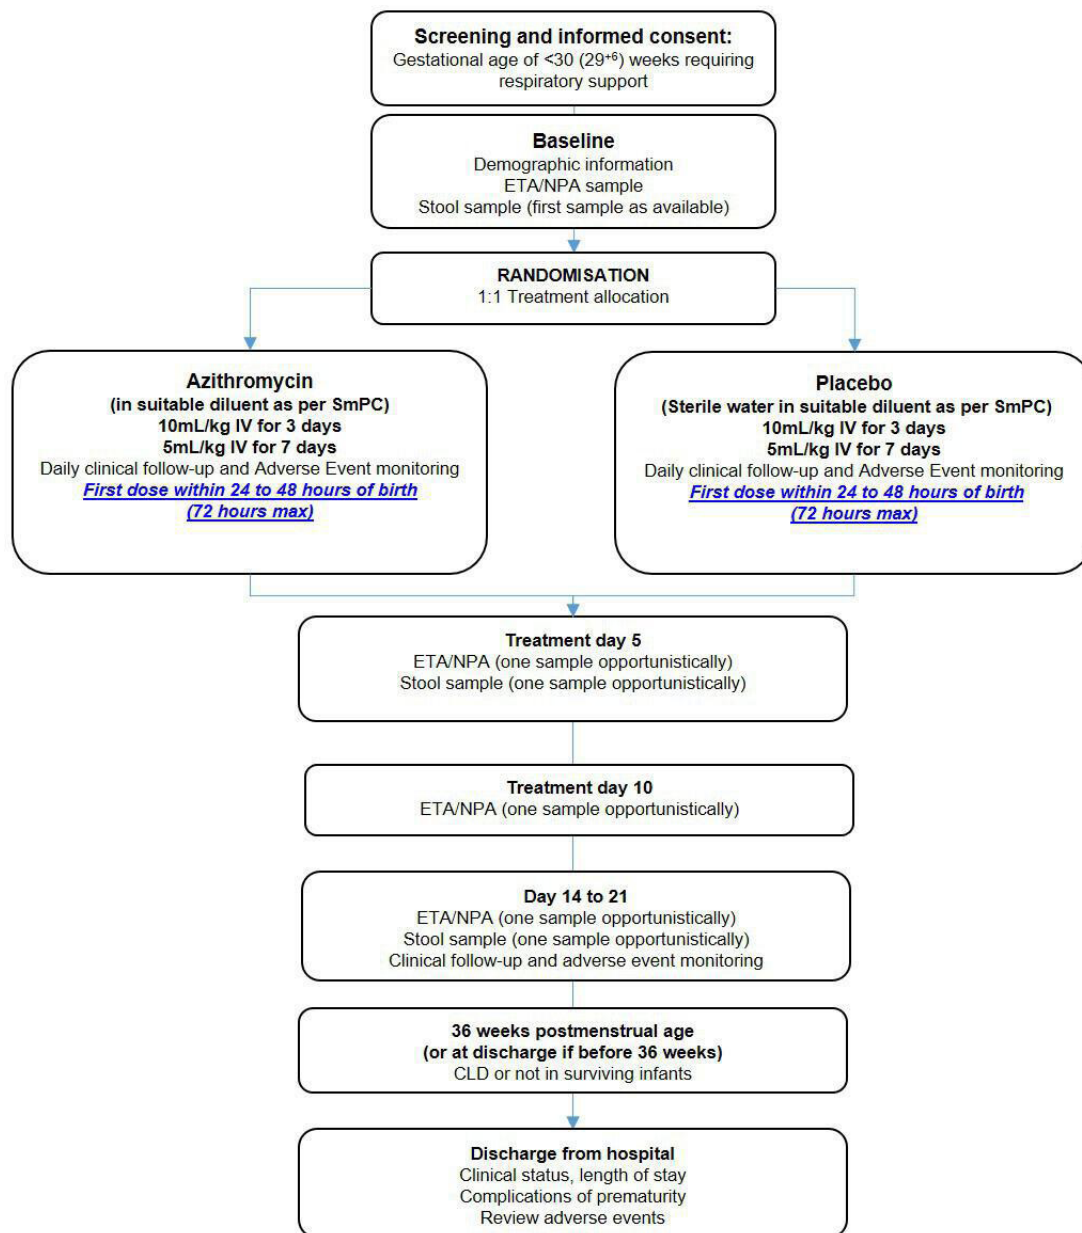 Screening and informed consent:
Gestational age of <30 (29⁺⁶) weeks requiring
respiratory support
Baseline
Demographic information
ETA/NPA sample
Stool sample (first sample as available)
RANDOMISATION
1:1 Treatment allocation
Azithromycin
(in suitable diluent as per SmPC)
10mL/kg IV for 3 days
5mL/kg IV for 7 days
Daily clinical follow-up and Adverse Event monitoring
First dose within 24 to 48 hours of birth
(72 hours max)
Placebo
(Sterile water in suitable diluent as per SmPC)
10mL/kg IV for 3 days
5mL/kg IV for 7 days
Daily clinical follow-up and Adverse Event monitoring
First dose within 24 to 48 hours of birth
(72 hours max)
Treatment day 5
ETA/NPA (one sample opportunistically)
Stool sample (one sample opportunistically)
Treatment day 10
ETA/NPA (one sample opportunistically)
Day 14 to 21
ETA/NPA (one sample opportunistically)
Stool sample (one sample opportunistically)
Clinical follow-up and adverse event monitoring
36 weeks postmenstrual age
(or at discharge if before 36 weeks)
CLD or not in surviving infants
Discharge from hospital
Clinical status, length of stay
Complications of prematurity
Review adverse events